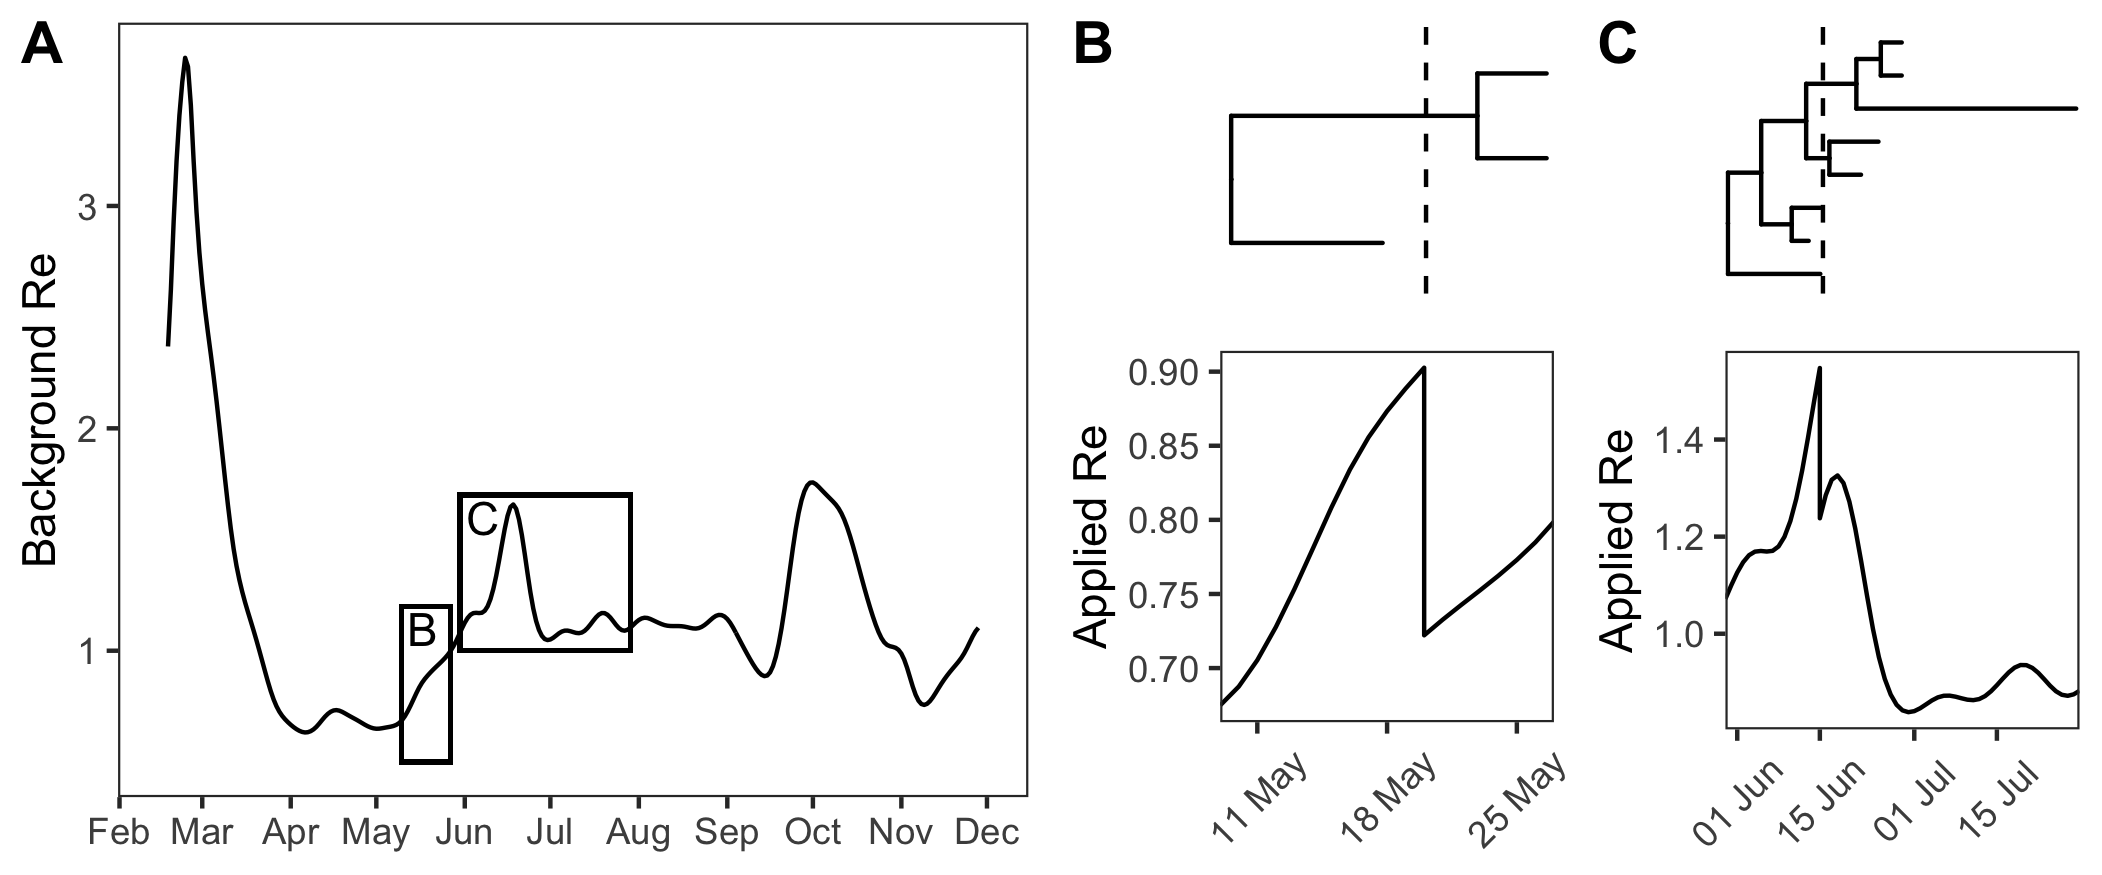 A
Background Re
3
2
1
B
C
Feb Mar Apr May Jun Jul Aug Sep Oct Nov Dec
B
Applied Re
0.90
0.85
0.80
0.75
0.70
11 May 18 May 25 May
C
Applied Re
1.4
1.2
1.0
01 Jun 15 Jun 01 Jul 15 Jul